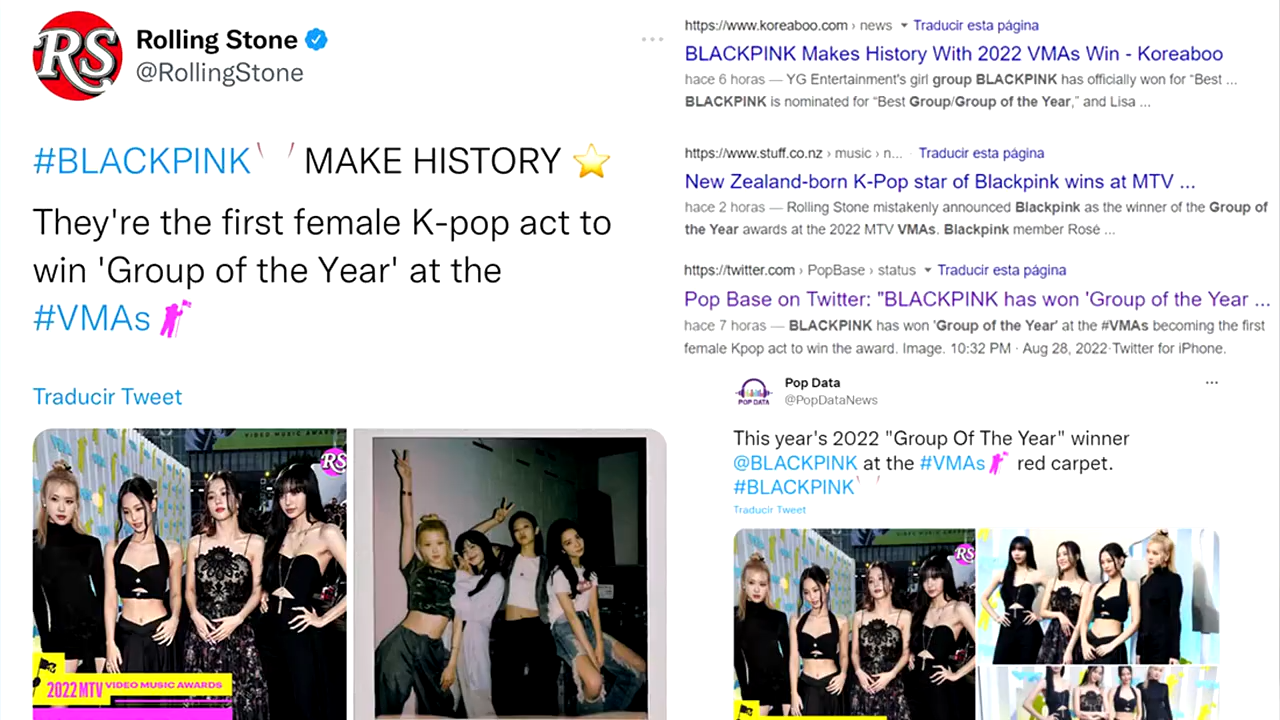 RS
Rolling Stone
@RollingStone
#BLACKPINK MAKE HISTORY
They're the first female K-pop act to
win 'Group of the Year' at the
#VMAs
Traducir Tweet
VIDEO MUSIC AWARDS
RS
2022 MTV VIDEO MUSIC AWARDS
https://www.koreaboo.com › news Traducir esta página
BLACKPINK Makes History With 2022 VMAs Win - Koreaboo
hace 6 horas — YG Entertainment's girl group BLACKPINK has officially won for “Best ...
BLACKPINK is nominated for “Best Group/Group of the Year,” and Lisa ...
https://www.stuff.co.nz › music › n... · Traducir esta página
New Zealand-born K-Pop star of Blackpink wins at MTV ...
hace 2 horas — Rolling Stone mistakenly announced Blackpink as the winner of the Group of
the Year awards at the 2022 MTV VMAs. Blackpink member Rosé ...
https://twitter.com › PopBase › status Traducir esta página
Pop Base on Twitter: "BLACKPINK has won 'Group of the Year ...
hace 7 horas — BLACKPINK has won 'Group of the Year' at the #VMAs becoming the first
female Kpop act to win the award. Image. 10:32 PM · Aug 28, 2022·Twitter for iPhone.
POP DATA
Pop Data
@PopDataNews
This year's 2022 "Group Of The Year" winner
@BLACKPINK at the #VMAs red carpet.
#BLACKPINK
Traducir Tweet
RS